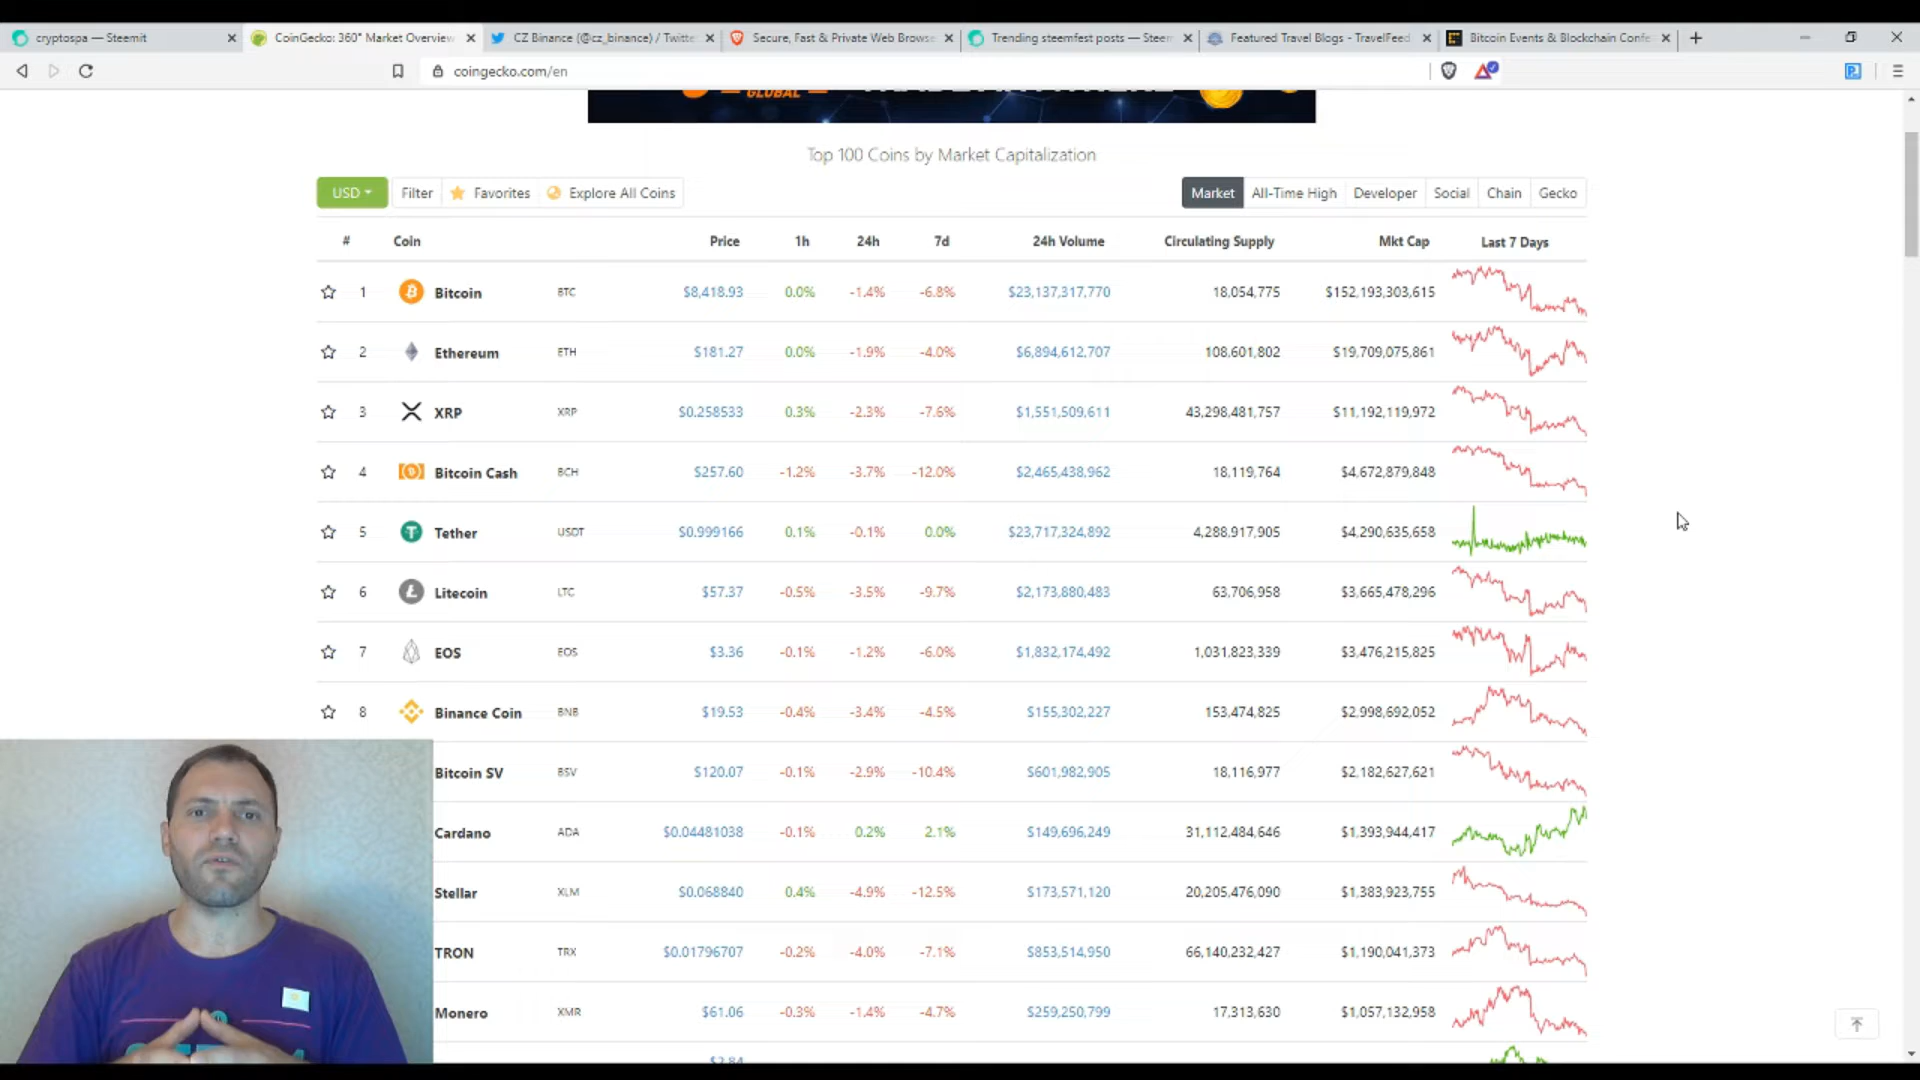 cryptospa — Steemit
CoinGecko: 360° Market Overview
CZ Binance (@cz_binance) / Twitte
Secure, Fast & Private Web Browse
Trending steemfest posts — Steem
Featured Travel Blogs - TravelFeed
Bitcoin Events & Blockchain Confe
coingecko.com/en
GLOBAL
Top 100 Coins by Market Capitalization
USD Filter Favorites Explore All Coins Market All-Time High Developer Social Chain Gecko
# Coin Price 1h 24h 7d 24h Volume Circulating Supply Mkt Cap Last 7 Days
1 Bitcoin BTC $8,418.93 0.0% -1.4% -6.8% $23,137,317,770 18,054,775 $152,193,303,615
2 Ethereum ETH $181.27 0.0% -1.9% -4.0% $6,894,612,707 108,601,802 $19,709,075,861
3 XRP XRP $0.258533 0.3% -2.3% -7.6% $1,551,509,611 43,298,481,757 $11,192,119,972
4 Bitcoin Cash BCH $257.60 -1.2% -3.7% -12.0% $2,465,438,962 18,119,764 $4,672,879,848
5 Tether USDT $0.999166 0.1% -0.1% 0.0% $23,717,324,892 4,288,917,905 $4,290,635,658
6 Litecoin LTC $57.37 -0.5% -3.5% -9.7% $2,173,880,483 63,706,958 $3,665,478,296
7 EOS EOS $3.36 -0.1% -1.2% -6.0% $1,832,174,492 1,031,823,339 $3,476,215,825
8 Binance Coin BNB $19.53 -0.4% -3.4% -4.5% $155,302,227 153,474,825 $2,998,692,052
Bitcoin SV BSV $120.07 -0.1% -2.9% -10.4% $601,982,905 18,116,977 $2,182,627,621
Cardano ADA $0.04481038 -0.1% 0.2% 2.1% $149,696,249 31,112,484,646 $1,393,944,417
Stellar XLM $0.068840 0.4% -4.9% -12.5% $173,571,120 20,205,476,090 $1,383,923,755
TRON TRX $0.01796707 -0.2% -4.0% -7.1% $853,514,950 66,140,232,427 $1,190,041,373
Monero XMR $61.06 -0.3% -1.4% -4.7% $259,250,799 17,313,630 $1,057,132,958
$2.84